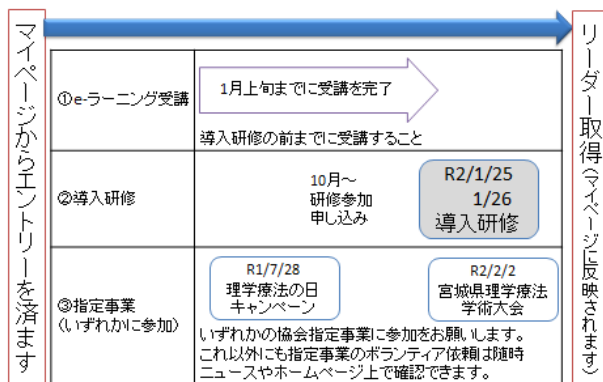 マイページからエントリーを済ます
①e-ラーニング受講
1月上旬までに受講を完了
導入研修の前までに受講すること
②導入研修
10月～
研修参加
申し込み
R2/1/25
1/26
導入研修
③指定事業
(いずれかに参加)
R1/7/28
理学療法の日
キャンペーン
R2/2/2
宮城県理学療法
学術大会
いずれかの協会指定事業に参加をお願いします。
これ以外にも指定事業のボランティア依頼は随時
ニュースやホームページ上で確認できます。
リーダー取得(マイページに反映されます)